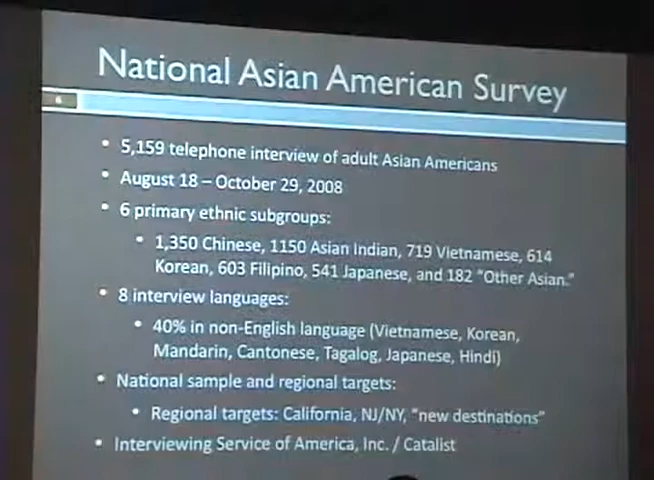 National Asian American Survey
6
• 5,159 telephone interview of adult Asian Americans
• August 18 – October 29, 2008
• 6 primary ethnic subgroups:
• 1,350 Chinese, 1150 Asian Indian, 719 Vietnamese, 614
Korean, 603 Filipino, 541 Japanese, and 182 "Other Asian."
• 8 interview languages:
• 40% in non-English language (Vietnamese, Korean,
Mandarin, Cantonese, Tagalog, Japanese, Hindi)
• National sample and regional targets:
• Regional targets: California, NJ/NY, "new destinations"
• Interviewing Service of America, Inc. / Catalist